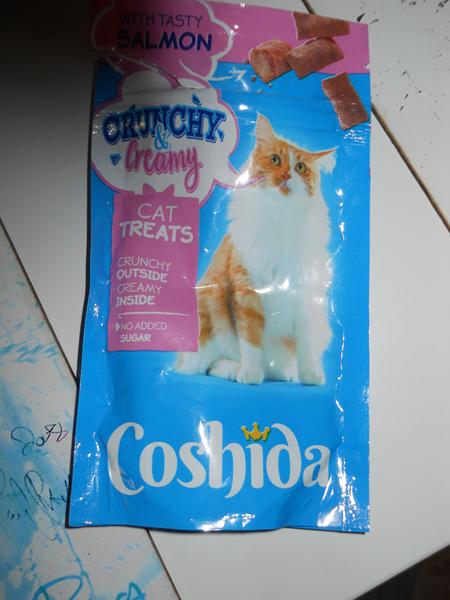 WITH TASTY
SALMON
CRUNCHY
&
Creamy
CAT
TREATS
CRUNCHY
OUTSIDE
CREAMY
INSIDE
NO ADDED
SUGAR
Coshida